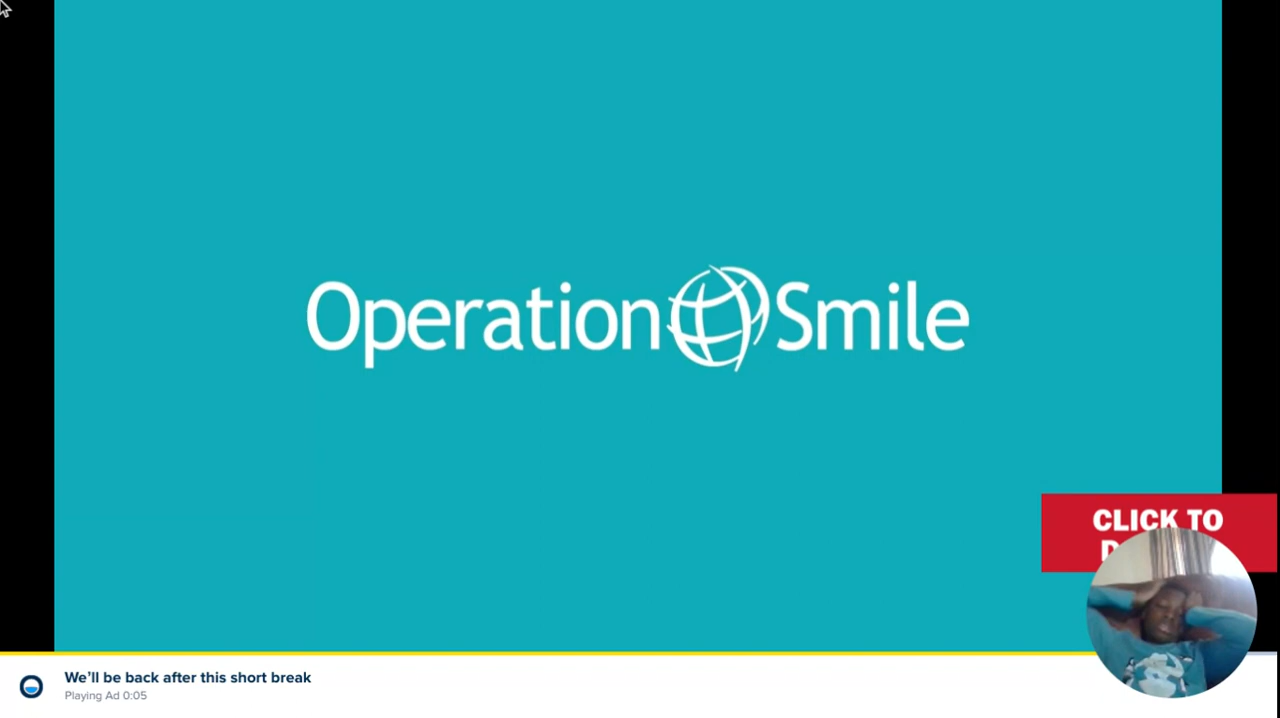 Operation Smile
CLICK TO
We'll be back after this short break
Playing Ad 0:05